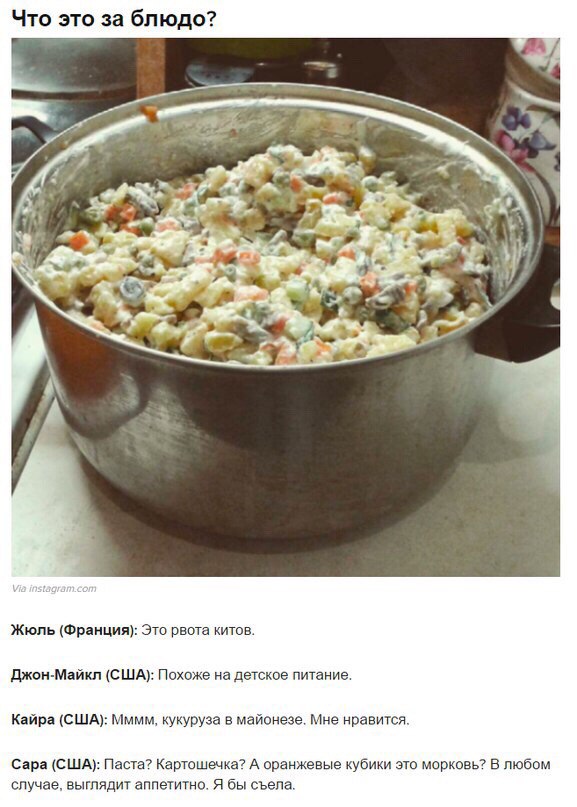 Что это за блюдо?
Via instagram.com
Жюль (Франция): Это рвота китов.
Джон-Майкл (США): Похоже на детское питание.
Кайра (США): Мммм, кукуруза в майонезе. Мне нравится.
Сара (США): Паста? Картошечка? А оранжевые кубики это морковь? В любом
случае, выглядит аппетитно. Я бы съела.